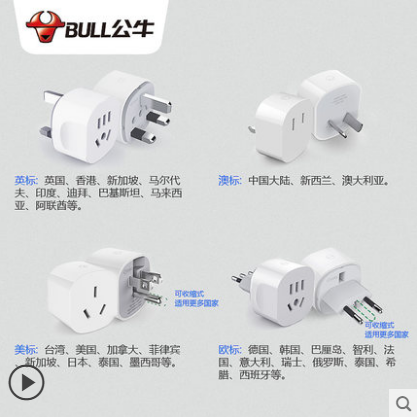 BULL公牛
英标: 英国、香港、新加坡、马尔代
夫、印度、迪拜、巴基斯坦、马来西
亚、阿联酋等。
澳标: 中国大陆、新西兰、澳大利亚。
可收缩式
适用更多国家
美标: 台湾、美国、加拿大、菲律宾
、新加坡、日本、泰国、墨西哥等。
可收缩式
适用更多国家
欧标: 德国、韩国、巴厘岛、智利、法
国、意大利、瑞士、俄罗斯、泰国、希
腊、西班牙等。